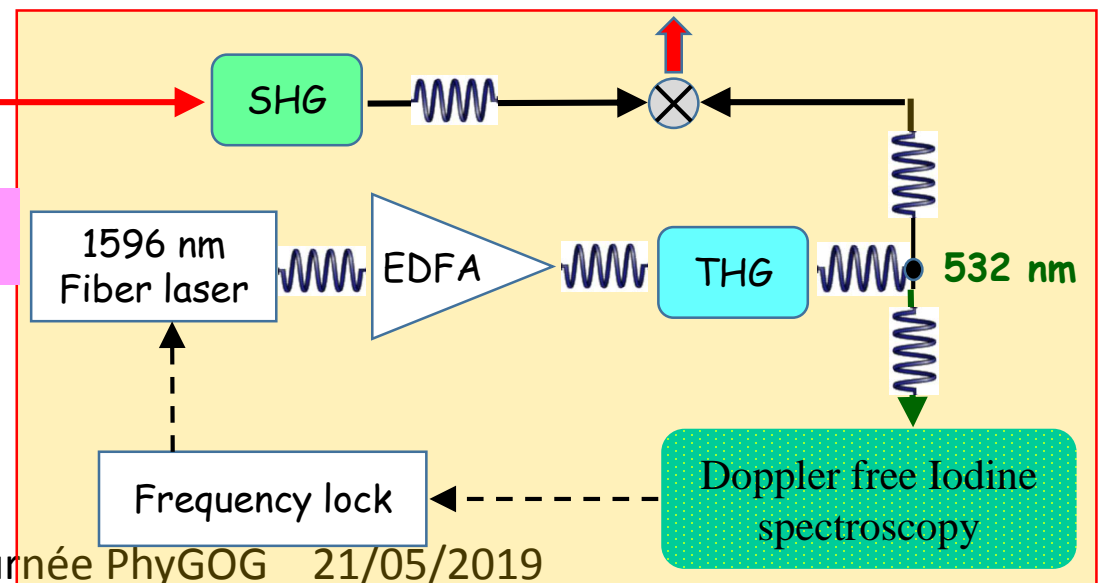 SHG
1596 nm
Fiber laser
EDFA
THG
532 nm
Frequency lock
Doppler free Iodine
spectroscopy
urnée PhyGOG 21/05/2019